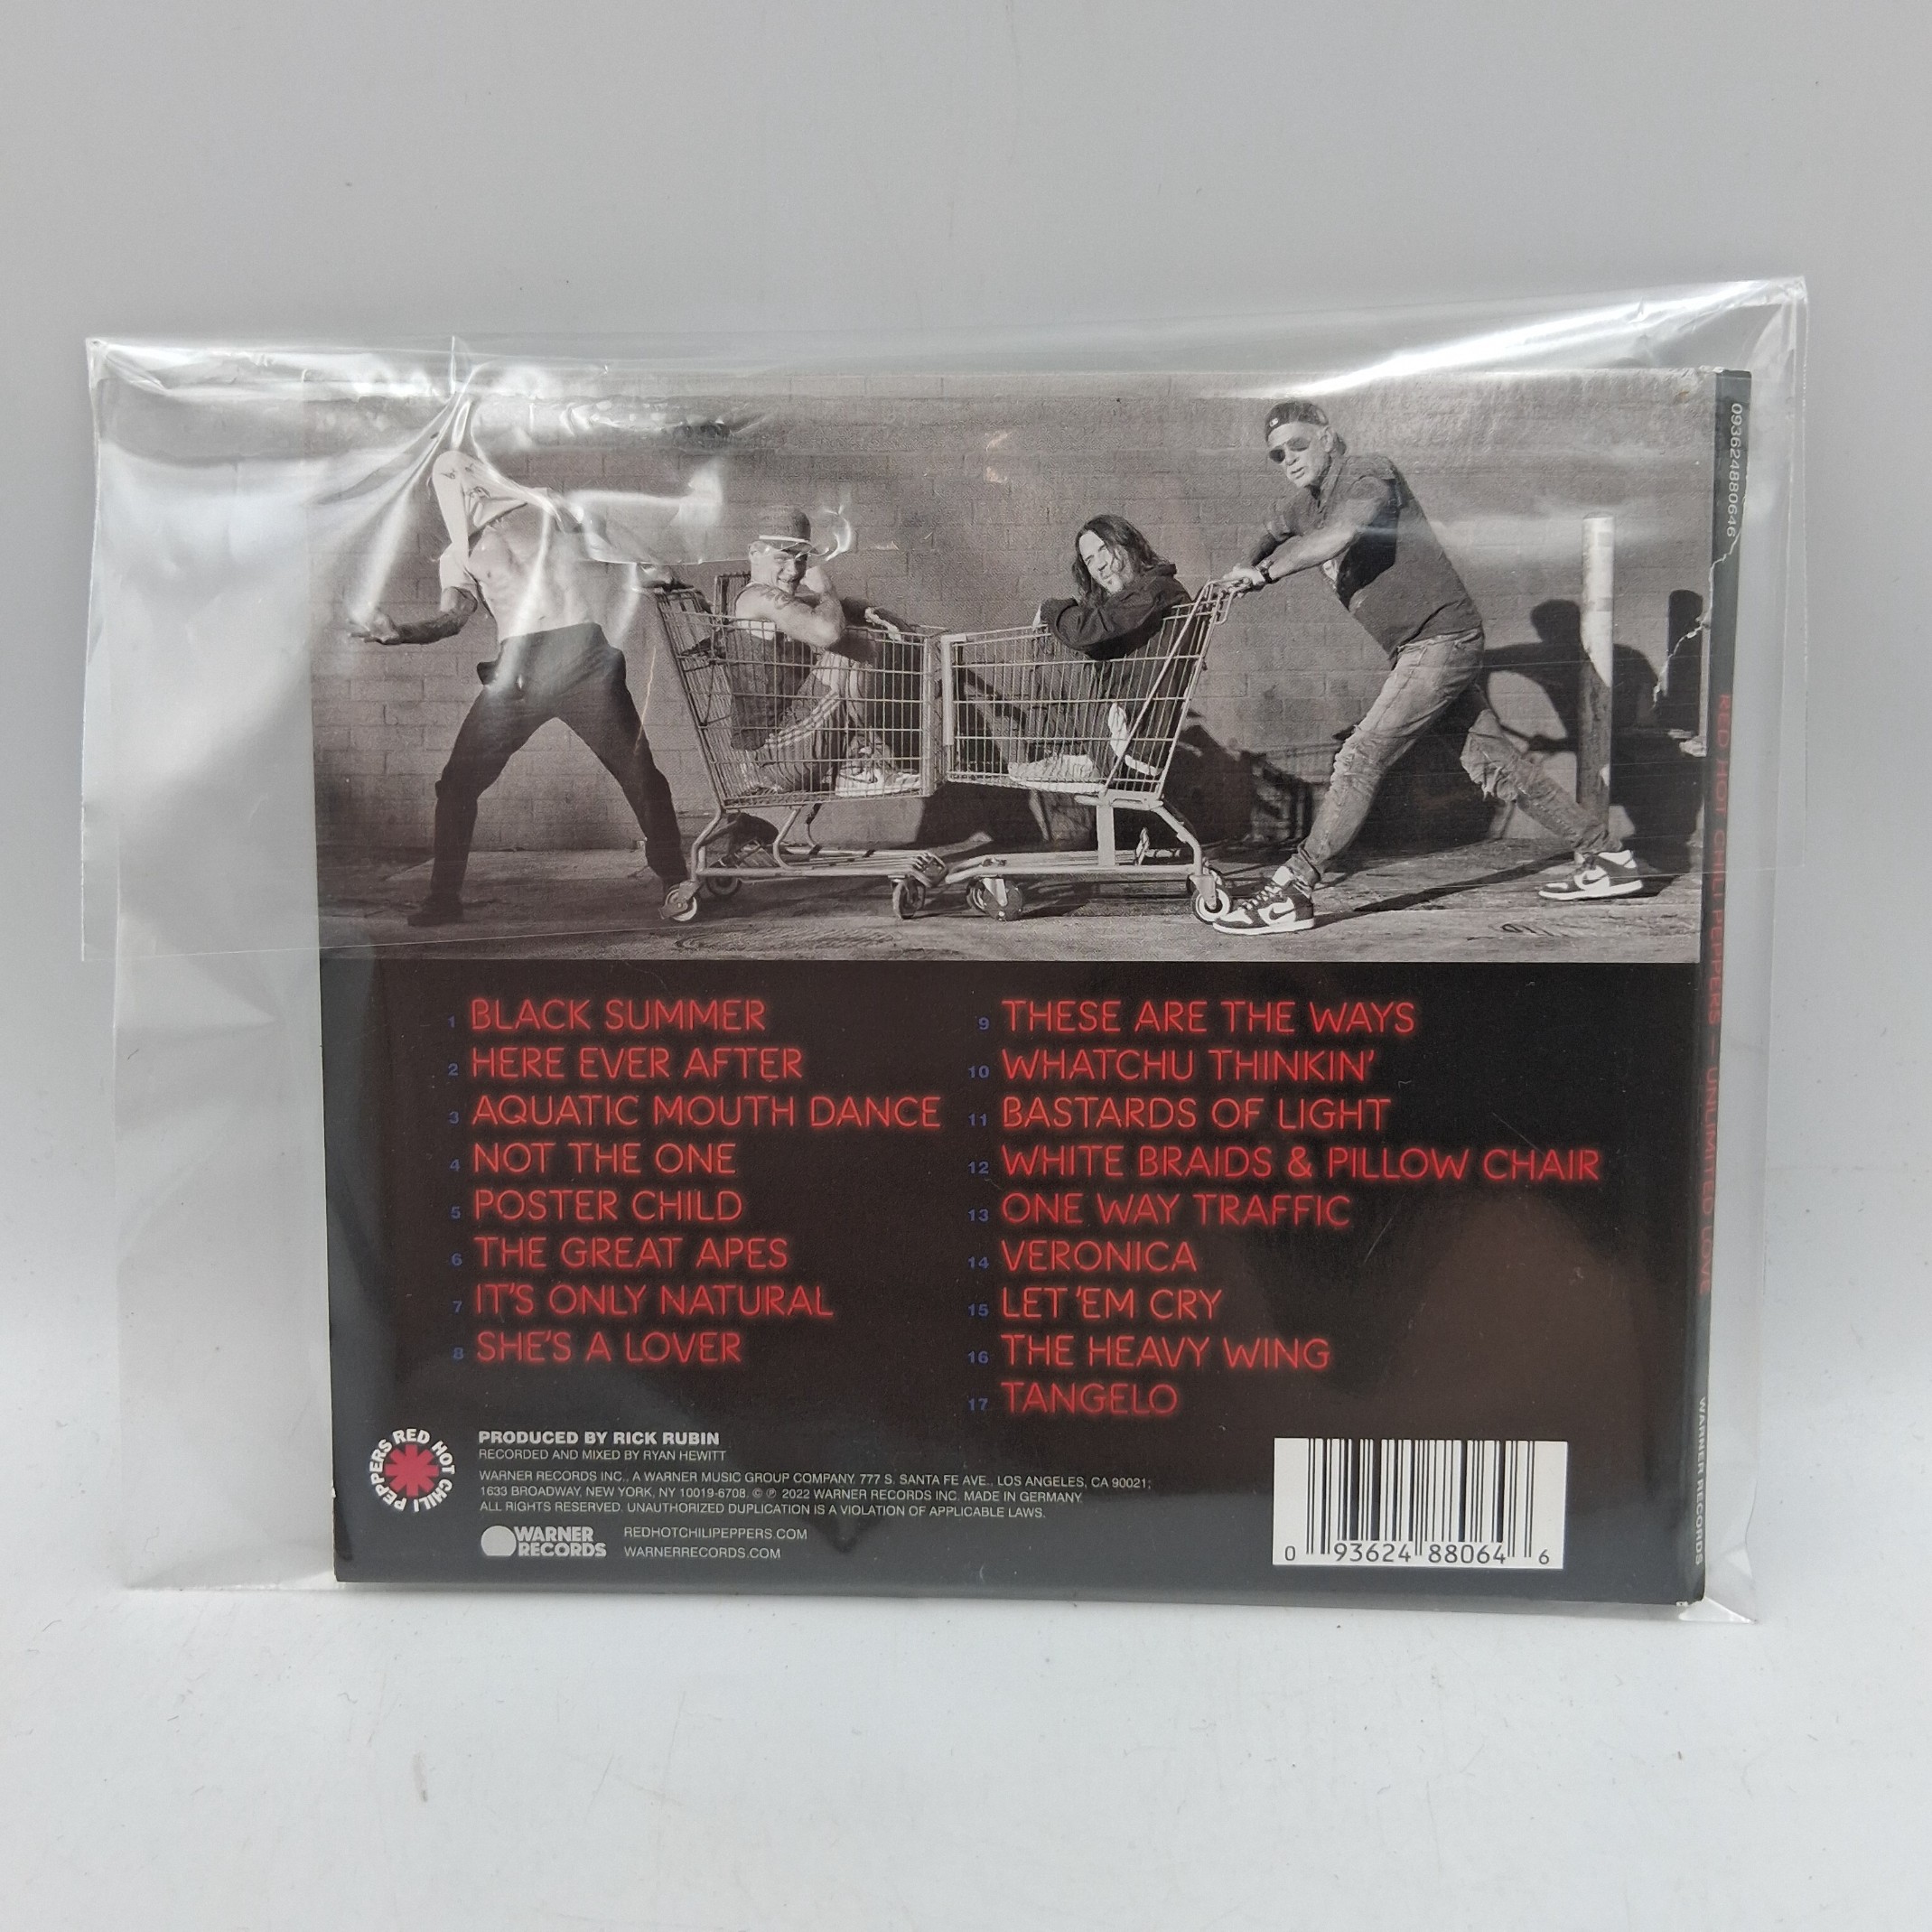 1 BLACK SUMMER
2 HERE EVER AFTER
3 AQUATIC MOUTH DANCE
4 NOT THE ONE
5 POSTER CHILD
6 THE GREAT APES
7 IT'S ONLY NATURAL
8 SHE'S A LOVER
9 THESE ARE THE WAYS
10 WHATCHU THINKIN'
11 BASTARDS OF LIGHT
12 WHITE BRAIDS & PILLOW CHAIR
13 ONE WAY TRAFFIC
14 VERONICA
15 LET 'EM CRY
16 THE HEAVY WING
17 TANGELO
RED HOT CHILI PEPPERS
PRODUCED BY RICK RUBIN
RECORDED AND MIXED BY RYAN HEWITT
WARNER RECORDS INC., A WARNER MUSIC GROUP COMPANY. 777 S. SANTA FE AVE., LOS ANGELES, CA 90021;
1633 BROADWAY, NEW YORK, NY 10019-6708. © ℗ 2022 WARNER RECORDS INC. MADE IN GERMANY.
ALL RIGHTS RESERVED. UNAUTHORIZED DUPLICATION IS A VIOLATION OF APPLICABLE LAWS.
WARNER
RECORDS
REDHOTCHILIPEPPERS.COM
WARNERRECORDS.COM
0 93624 88064 6
093624880646
RED HOT CHILI PEPPERS – UNLIMITED LOVE
WARNER RECORDS